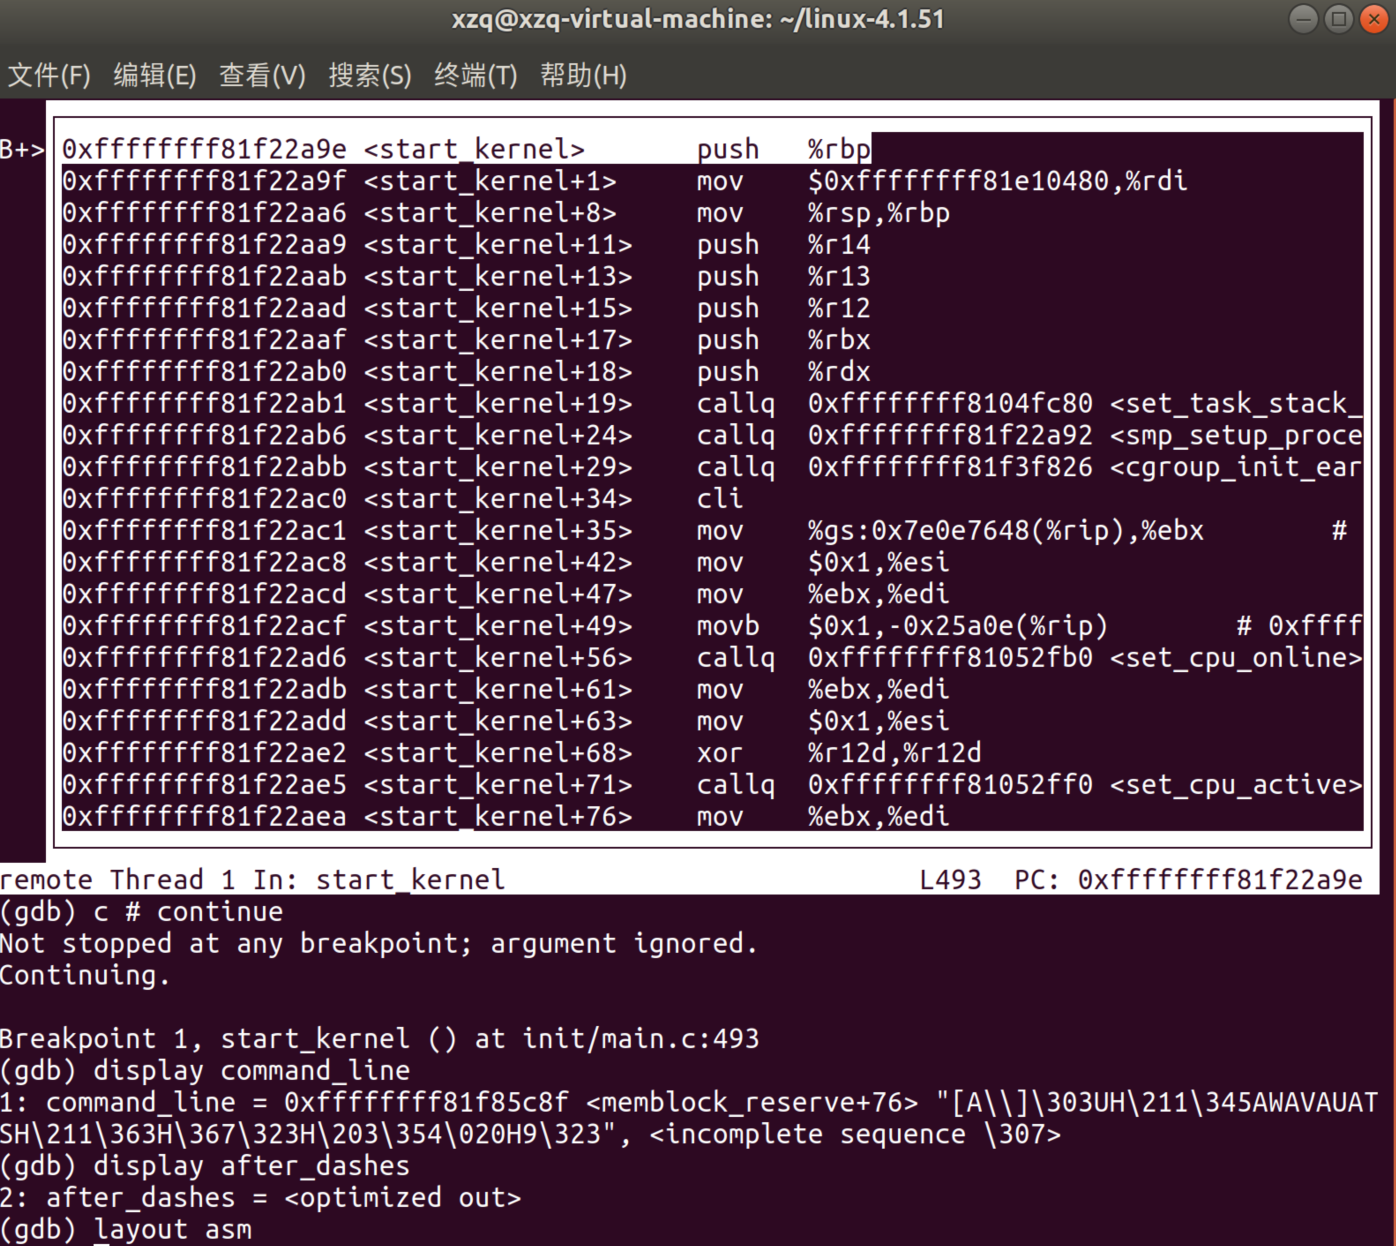 xzq@xzq-virtual-machine: ~/linux-4.1.51
文件(F) 编辑(E) 查看(V) 搜索(S) 终端(T) 帮助(H)
B+> 0xffffffff81f22a9e <start_kernel> push %rbp
0xffffffff81f22a9f <start_kernel+1> mov $0xffffffff81e10480,%rdi
0xffffffff81f22aa6 <start_kernel+8> mov %rsp,%rbp
0xffffffff81f22aa9 <start_kernel+11> push %r14
0xffffffff81f22aab <start_kernel+13> push %r13
0xffffffff81f22aad <start_kernel+15> push %r12
0xffffffff81f22aaf <start_kernel+17> push %rbx
0xffffffff81f22ab0 <start_kernel+18> push %rdx
0xffffffff81f22ab1 <start_kernel+19> callq 0xffffffff8104fc80 <set_task_stack_
0xffffffff81f22ab6 <start_kernel+24> callq 0xffffffff81f22a92 <smp_setup_proce
0xffffffff81f22abb <start_kernel+29> callq 0xffffffff81f3f826 <cgroup_init_ear
0xffffffff81f22ac0 <start_kernel+34> cli
0xffffffff81f22ac1 <start_kernel+35> mov %gs:0x7e0e7648(%rip),%ebx #
0xffffffff81f22ac8 <start_kernel+42> mov $0x1,%esi
0xffffffff81f22acd <start_kernel+47> mov %ebx,%edi
0xffffffff81f22acf <start_kernel+49> movb $0x1,-0x25a0e(%rip) # 0xffff
0xffffffff81f22ad6 <start_kernel+56> callq 0xffffffff81052fb0 <set_cpu_online>
0xffffffff81f22adb <start_kernel+61> mov %ebx,%edi
0xffffffff81f22add <start_kernel+63> mov $0x1,%esi
0xffffffff81f22ae2 <start_kernel+68> xor %r12d,%r12d
0xffffffff81f22ae5 <start_kernel+71> callq 0xffffffff81052ff0 <set_cpu_active>
0xffffffff81f22aea <start_kernel+76> mov %ebx,%edi
remote Thread 1 In: start_kernel L493 PC: 0xffffffff81f22a9e
(gdb) c # continue
Not stopped at any breakpoint; argument ignored.
Continuing.
Breakpoint 1, start_kernel () at init/main.c:493
(gdb) display command_line
1: command_line = 0xffffffff81f85c8f <memblock_reserve+76> "[A\\]\303UH\211\345AWAVAUAT
SH\211\363H\367\323H\203\354\020H9\323", <incomplete sequence \307>
(gdb) display after_dashes
2: after_dashes = <optimized out>
(gdb) layout asm